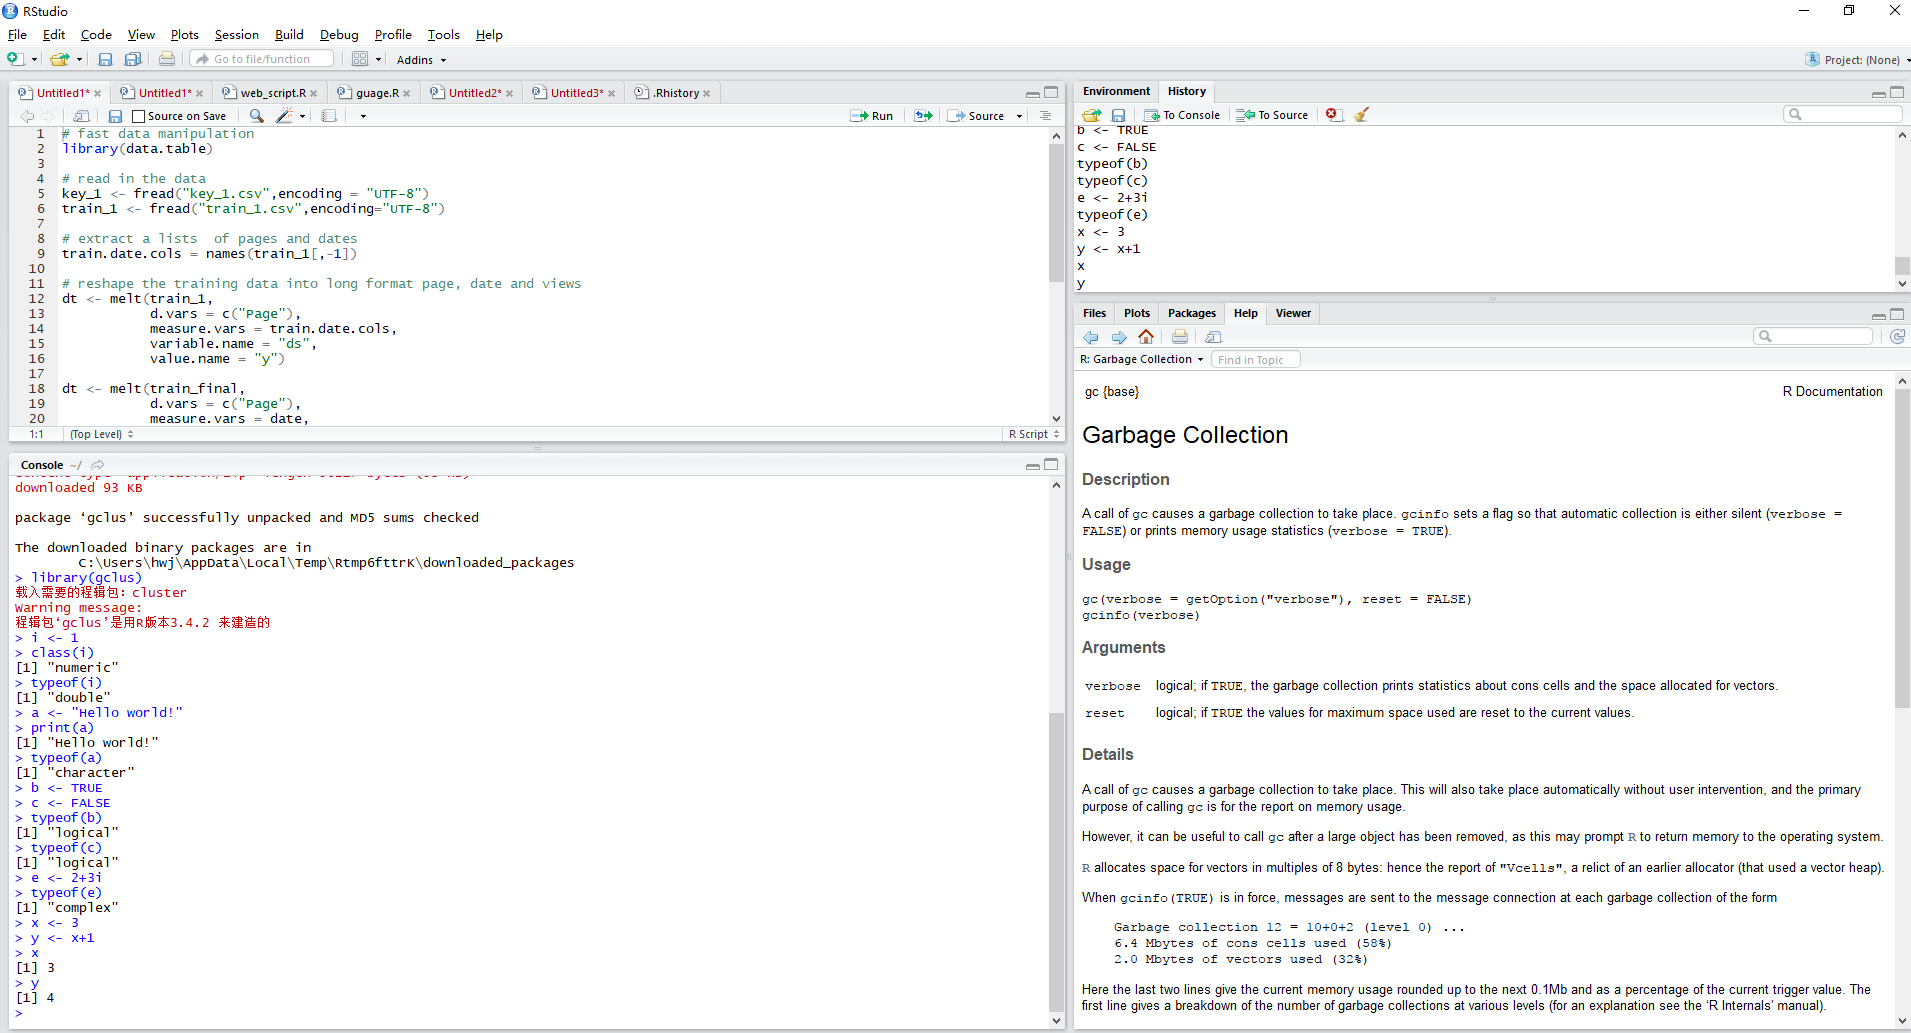 RStudio
File Edit Code View Plots Session Build Debug Profile Tools Help
Go to file/function Addins Project: (None)
Untitled1* Untitled1* web_script.R guage.R Untitled2* Untitled3* .Rhistory
Source on Save Run Source
1 # fast data manipulation
2 library(data.table)
3
4 # read in the data
5 key_1 <- fread("key_1.csv",encoding = "UTF-8")
6 train_1 <- fread("train_1.csv",encoding="UTF-8")
7
8 # extract a lists  of pages and dates
9 train.date.cols = names(train_1[,-1])
10
11 # reshape the training data into long format page, date and views
12 dt <- melt(train_1,
13            d.vars = c("Page"),
14            measure.vars = train.date.cols,
15            variable.name = "ds",
16            value.name = "y")
17
18 dt <- melt(train_final,
19            d.vars = c("Page"),
20            measure.vars = date,
1:1 (Top Level) R Script
Console ~/
downloaded 93 KB
package ‘gclus’ successfully unpacked and MD5 sums checked
The downloaded binary packages are in
C:\Users\hwj\AppData\Local\Temp\Rtmp6fttrK\downloaded_packages
> library(gclus)
载入需要的程辑包：cluster
Warning message:
程辑包‘gclus’是用R版本3.4.2 来建造的
> i <- 1
> class(i)
[1] "numeric"
> typeof(i)
[1] "double"
> a <- "Hello world!"
> print(a)
[1] "Hello world!"
> typeof(a)
[1] "character"
> b <- TRUE
> c <- FALSE
> typeof(b)
[1] "logical"
> typeof(c)
[1] "logical"
> e <- 2+3i
> typeof(e)
[1] "complex"
> x <- 3
> y <- x+1
> x
[1] 3
> y
[1] 4
>
Environment History
To Console To Source
b <- TRUE
c <- FALSE
typeof(b)
typeof(c)
e <- 2+3i
typeof(e)
x <- 3
y <- x+1
x
y
Files Plots Packages Help Viewer
R: Garbage Collection Find in Topic
gc {base} R Documentation
Garbage Collection
Description
A call of gc causes a garbage collection to take place. gcinfo sets a flag so that automatic collection is either silent (verbose =
FALSE) or prints memory usage statistics (verbose = TRUE).
Usage
gc(verbose = getOption("verbose"), reset = FALSE)
gcinfo(verbose)
Arguments
verbose logical; if TRUE, the garbage collection prints statistics about cons cells and the space allocated for vectors.
reset logical; if TRUE the values for maximum space used are reset to the current values.
Details
A call of gc causes a garbage collection to take place. This will also take place automatically without user intervention, and the primary
purpose of calling gc is for the report on memory usage.
However, it can be useful to call gc after a large object has been removed, as this may prompt R to return memory to the operating system.
R allocates space for vectors in multiples of 8 bytes: hence the report of "Vcells", a relict of an earlier allocator (that used a vector heap).
When gcinfo(TRUE) is in force, messages are sent to the message connection at each garbage collection of the form
Garbage collection 12 = 10+0+2 (level 0) ...
6.4 Mbytes of cons cells used (58%)
2.0 Mbytes of vectors used (32%)
Here the last two lines give the current memory usage rounded up to the next 0.1Mb and as a percentage of the current trigger value. The
first line gives a breakdown of the number of garbage collections at various levels (for an explanation see the ‘R Internals’ manual).